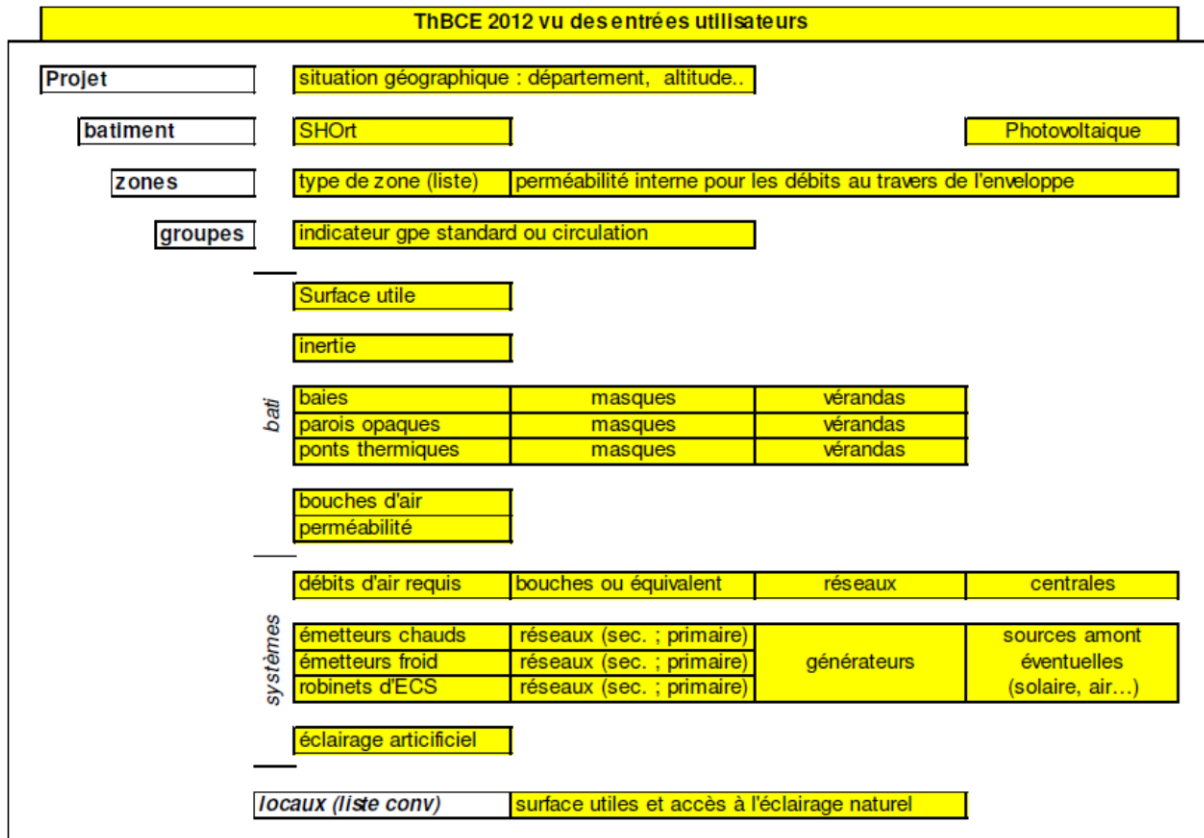 ThBCE 2012 vu des entrées utilisateurs
Projet situation géographique : département, altitude..
batiment SHOrt Photovoltaique
zones type de zone (liste) perméabilité interne pour les débits au travers de l'enveloppe
groupes indicateur gpe standard ou circulation
Surface utile
inertie
bati
baies masques vérandas
parois opaques masques vérandas
ponts thermiques masques vérandas
bouches d'air
perméabilité
systèmes
débits d'air requis bouches ou équivalent réseaux centrales
émetteurs chauds réseaux (sec. ; primaire)
émetteurs froid réseaux (sec. ; primaire)
robinets d'ECS réseaux (sec. ; primaire)
générateurs
sources amont
éventuelles
(solaire, air…)
éclairage articificiel
locaux (liste conv) surface utiles et accès à l'éclairage naturel